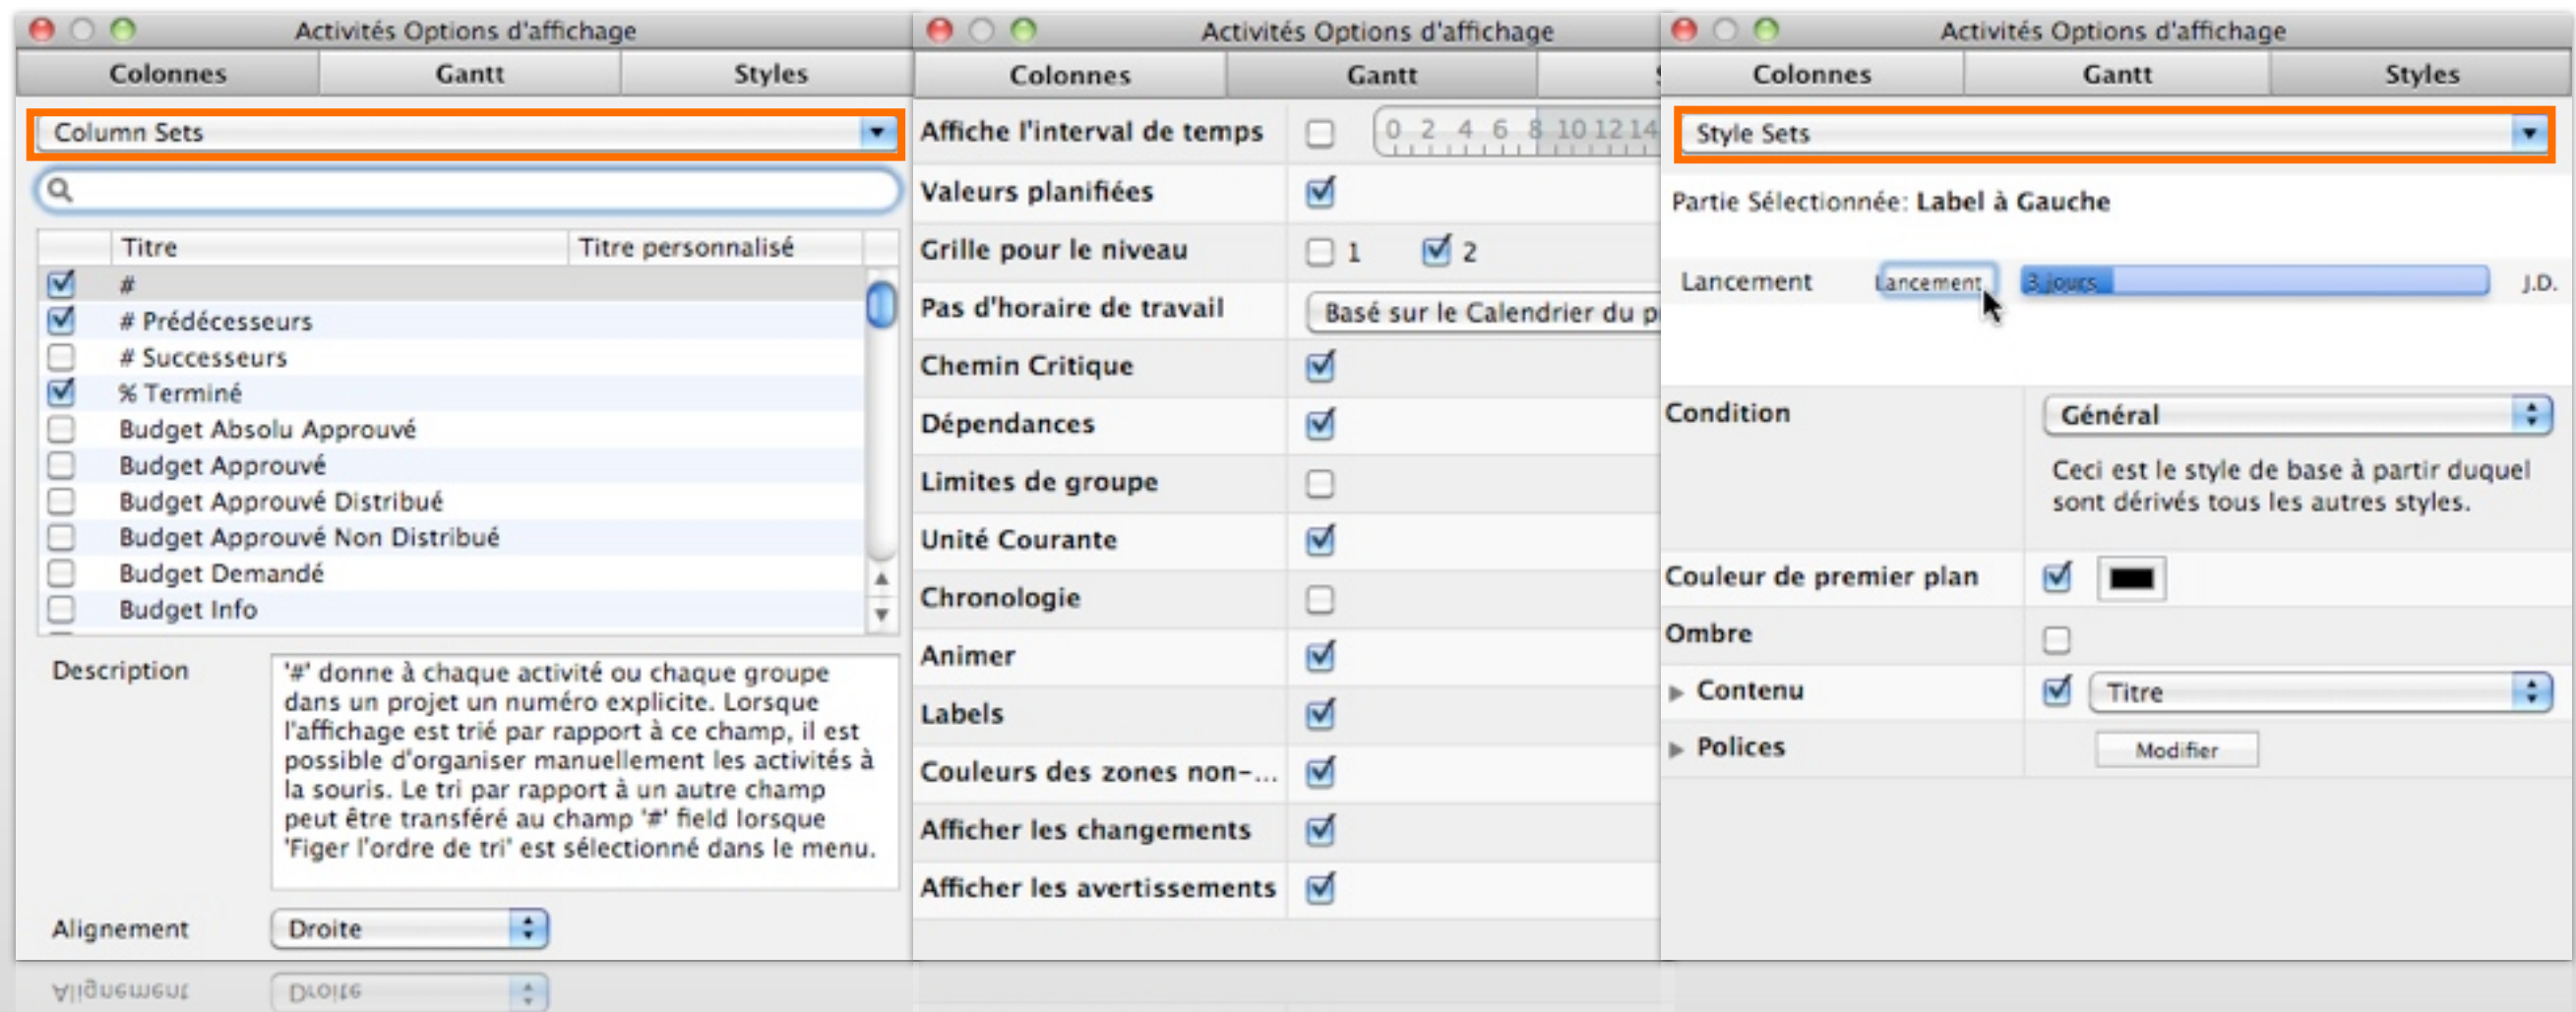 Activités Options d'affichage
Colonnes
Gantt
Styles
Column Sets
Titre
Titre personnalisé
#
# Prédécesseurs
# Successeurs
% Terminé
Budget Absolu Approuvé
Budget Approuvé
Budget Approuvé Distribué
Budget Approuvé Non Distribué
Budget Demandé
Budget Info
Description
'#' donne à chaque activité ou chaque groupe
dans un projet un numéro explicite. Lorsque
l'affichage est trié par rapport à ce champ, il est
possible d'organiser manuellement les activités à
la souris. Le tri par rapport à un autre champ
peut être transféré au champ '#' field lorsque
'Figer l'ordre de tri' est sélectionné dans le menu.
Alignement
Droite
Activités Options d'affichage
Colonnes
Gantt
Affiche l'interval de temps
0 2 4 6 8 10 12 14
Valeurs planifiées
Grille pour le niveau
1
2
Pas d'horaire de travail
Basé sur le Calendrier du p
Chemin Critique
Dépendances
Limites de groupe
Unité Courante
Chronologie
Animer
Labels
Couleurs des zones non-...
Afficher les changements
Afficher les avertissements
Activités Options d'affichage
Colonnes
Gantt
Styles
Style Sets
Partie Sélectionnée: Label à Gauche
Lancement
Lancement
3 jours
J.D.
Condition
Général
Ceci est le style de base à partir duquel
sont dérivés tous les autres styles.
Couleur de premier plan
Ombre
Contenu
Titre
Polices
Modifier
Alignement
Droite